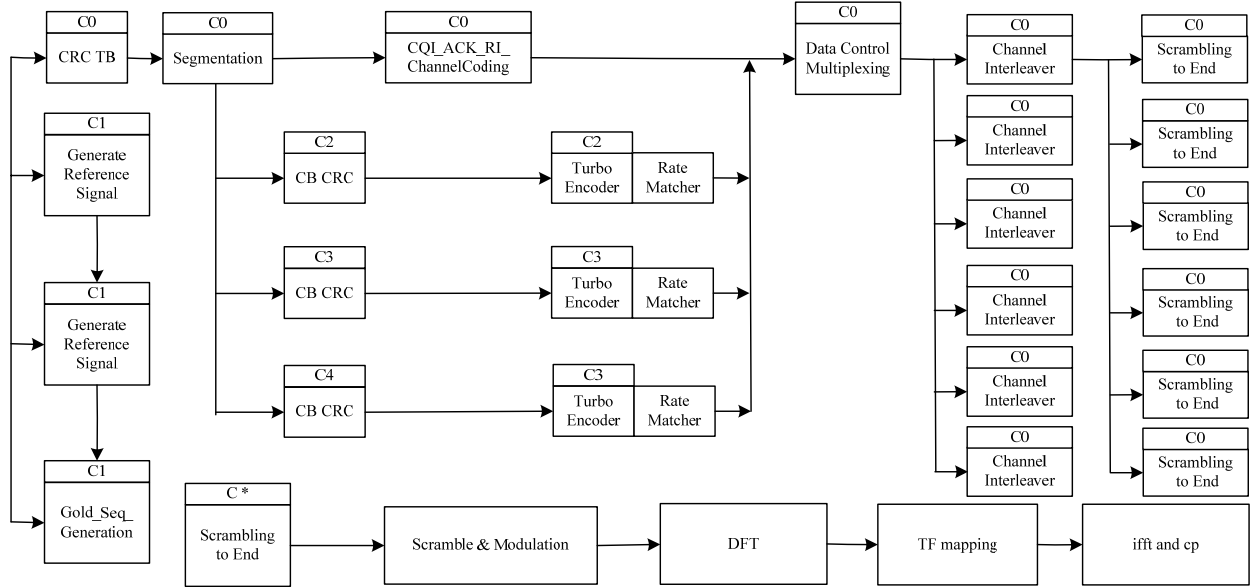 C0
CRC TB
C0
Segmentation
C0
CQI_ACK_RI_
ChannelCoding
C0
Data Control
Multiplexing
C0
Channel
Interleaver
C0
Scrambling
to End
C1
Generate
Reference
Signal
C2
CB CRC
C2
Turbo
Encoder
Rate
Matcher
C0
Channel
Interleaver
C0
Scrambling
to End
C0
Channel
Interleaver
C0
Scrambling
to End
C1
Generate
Reference
Signal
C3
CB CRC
C3
Turbo
Encoder
Rate
Matcher
C0
Channel
Interleaver
C0
Scrambling
to End
C4
CB CRC
C3
Turbo
Encoder
Rate
Matcher
C0
Channel
Interleaver
C0
Scrambling
to End
C0
Channel
Interleaver
C0
Scrambling
to End
C1
Gold_Seq_
Generation
C *
Scrambling
to End
Scramble & Modulation
DFT
TF mapping
ifft and cp